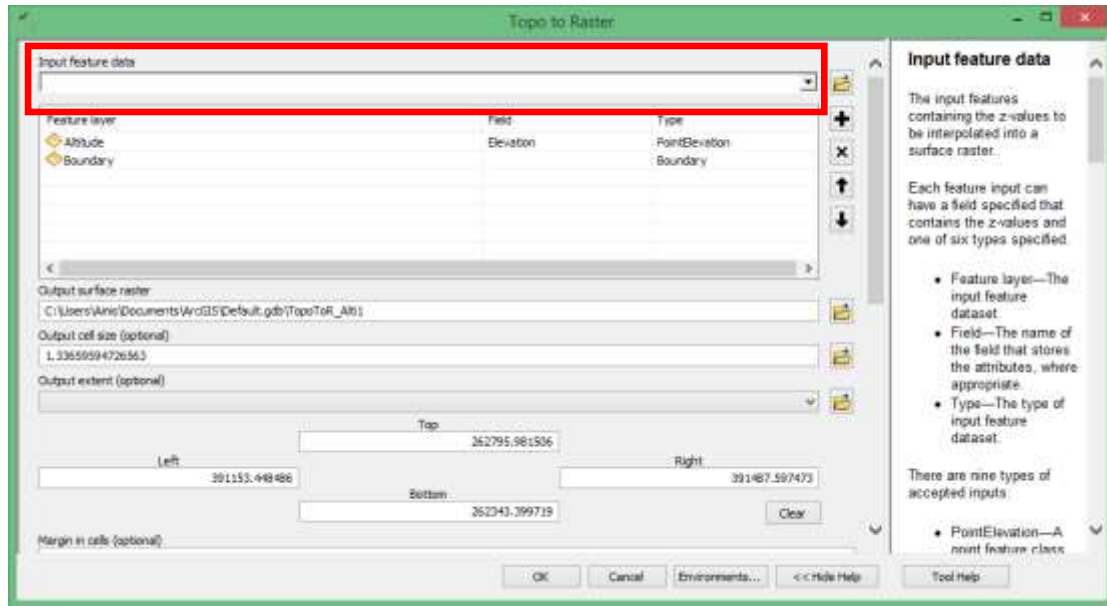 Topo to Raster
Input feature data
Feature layer Field Type
Altitude Elevation PointElevation
Boundary Boundary
Output surface raster
C:\Users\Anis\Documents\ArcGIS\Default.gdb\TopoToR_Alti1
Output cell size (optional)
1.33659594726563
Output extent (optional)
Top
262795.981506
Left Right
391153.448486 391487.597473
Bottom
262343.399719
Clear
Margin in cells (optional)
OK Cancel Environments... << Hide Help Tool Help
Input feature data
The input features
containing the z-values to
be interpolated into a
surface raster.
Each feature input can
have a field specified that
contains the z-values and
one of six types specified.
• Feature layer—The
input feature
dataset.
• Field—The name of
the field that stores
the attributes, where
appropriate.
• Type—The type of
input feature
dataset.
There are nine types of
accepted inputs:
• PointElevation—A
point feature class